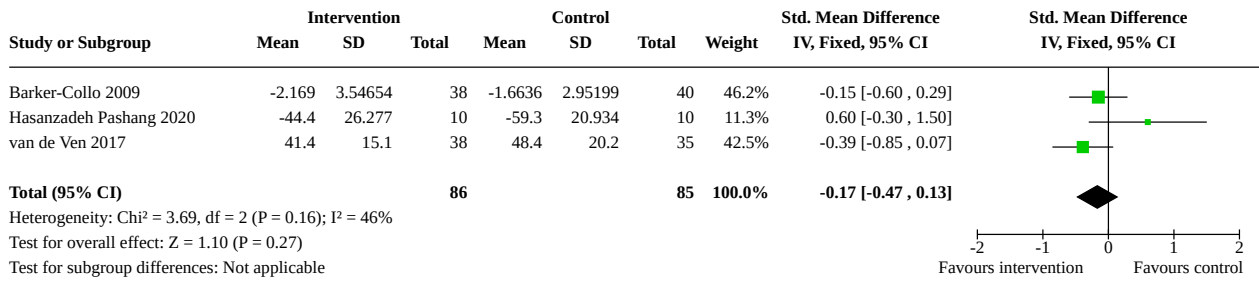 Intervention Control Std. Mean Difference Std. Mean Difference
Study or Subgroup Mean SD Total Mean SD Total Weight IV, Fixed, 95% CI IV, Fixed, 95% CI
Barker-Collo 2009 -2.169 3.54654 38 -1.6636 2.95199 40 46.2% -0.15 [-0.60 , 0.29]
Hasanzadeh Pashang 2020 -44.4 26.277 10 -59.3 20.934 10 11.3% 0.60 [-0.30 , 1.50]
van de Ven 2017 41.4 15.1 38 48.4 20.2 35 42.5% -0.39 [-0.85 , 0.07]
Total (95% CI) 86 85 100.0% -0.17 [-0.47 , 0.13]
Heterogeneity: Chi² = 3.69, df = 2 (P = 0.16); I² = 46%
Test for overall effect: Z = 1.10 (P = 0.27)
-2 -1 0 1 2
Test for subgroup differences: Not applicable Favours intervention Favours control